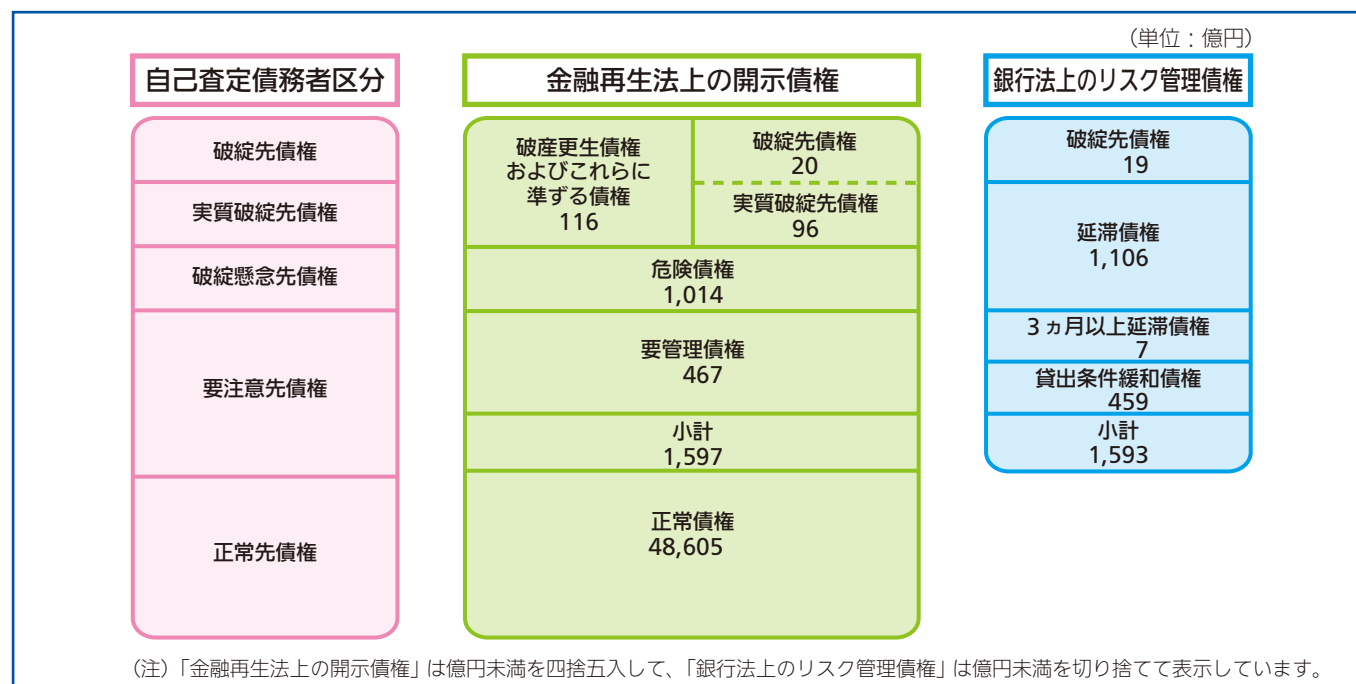 （単位：億円）
自己査定債務者区分
破綻先債権
実質破綻先債権
破綻懸念先債権
要注意先債権
正常先債権
金融再生法上の開示債権
破産更生債権
およびこれらに
準ずる債権
116
破綻先債権
20
実質破綻先債権
96
危険債権
1,014
要管理債権
467
小計
1,597
正常債権
48,605
銀行法上のリスク管理債権
破綻先債権
19
延滞債権
1,106
３ヵ月以上延滞債権
7
貸出条件緩和債権
459
小計
1,593
（注）「金融再生法上の開示債権」は億円未満を四捨五入して、「銀行法上のリスク管理債権」は億円未満を切り捨てて表示しています。